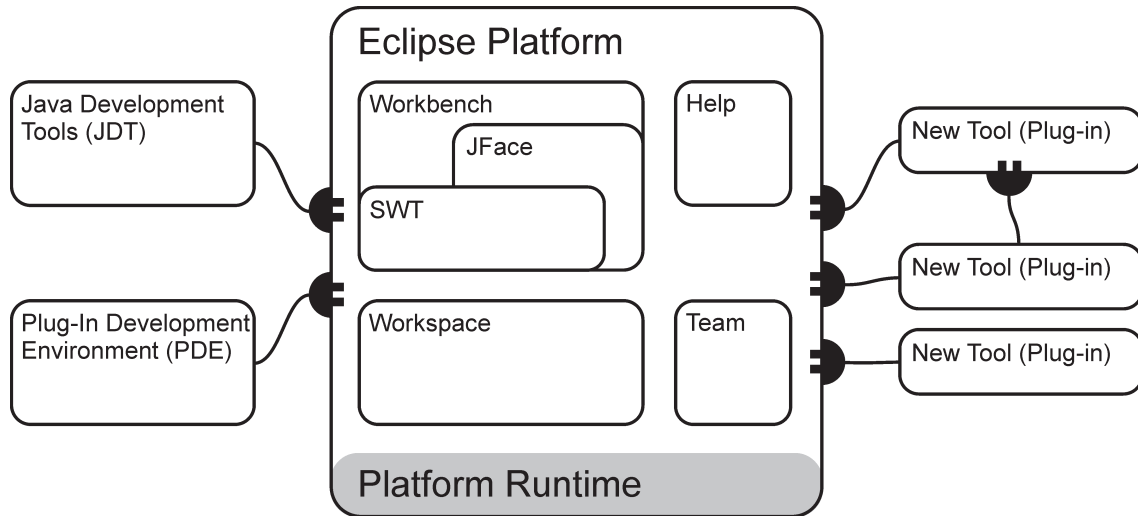 Eclipse Platform
Java Development
Tools (JDT)
Workbench
JFace
SWT
Help
New Tool (Plug-in)
New Tool (Plug-in)
Plug-In Development
Environment (PDE)
Workspace
Team
New Tool (Plug-in)
Platform Runtime